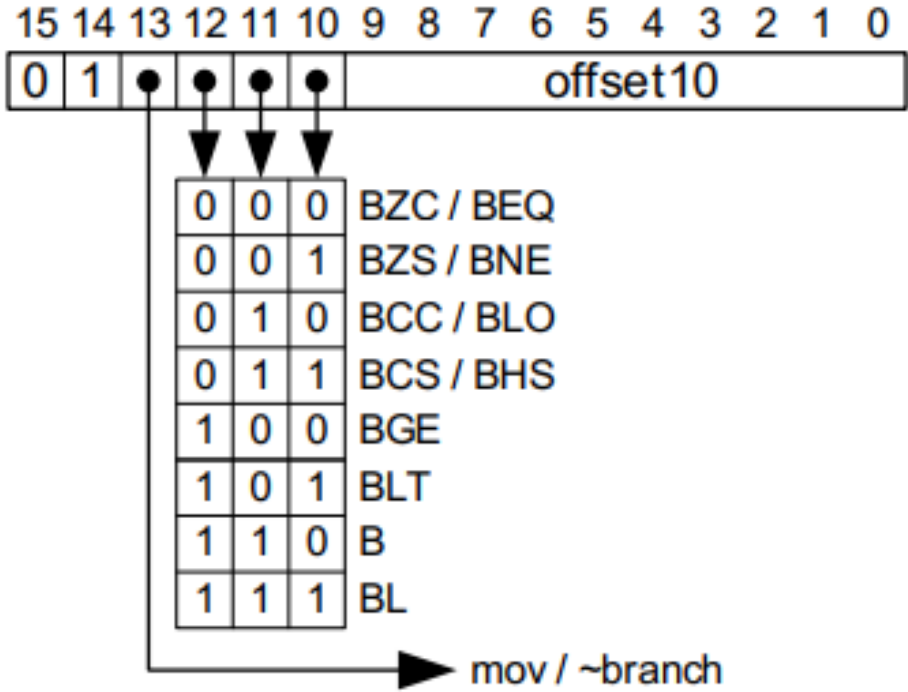 15 14 13 12 11 10 9 8 7 6 5 4 3 2 1 0
0 1 offset10
0 0 0 BZC / BEQ
0 0 1 BZS / BNE
0 1 0 BCC / BLO
0 1 1 BCS / BHS
1 0 0 BGE
1 0 1 BLT
1 1 0 B
1 1 1 BL
mov / ~branch